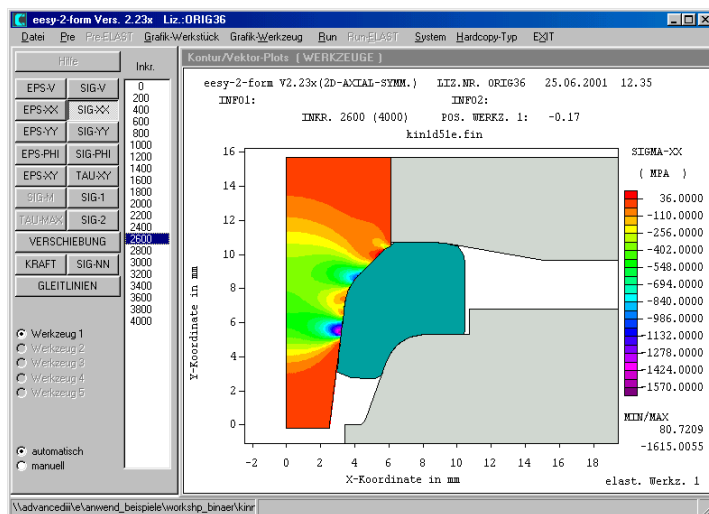 eesy-2-form Vers. 2.23x Liz.:ORIG36
Datei Pre Pre-ELAST Grafik-Werkstück Grafik-Werkzeug Run Run-ELAST System Hardcopy-Typ EXIT
Hilfe
Inkr.
EPS-V SIG-V
EPS-XX SIG-XX
EPS-YY SIG-YY
EPS-PHI SIG-PHI
EPS-XY TAU-XY
SIG-M SIG-1
TAU-MAX SIG-2
VERSCHIEBUNG
KRAFT SIG-NN
GLEITLINIEN
0
200
400
600
800
1000
1200
1400
1600
1800
2000
2200
2400
2600
2800
3000
3200
3400
3600
3800
4000
Werkzeug 1
Werkzeug 2
Werkzeug 3
Werkzeug 4
Werkzeug 5
automatisch
manuell
Kontur/Vektor-Plots ( WERKZEUGE )
eesy-2-form V2.23x(2D-AXIAL-SYMM.) LIZ.NR. ORIG36 25.06.2001 12.35
INFO1: INFO2:
INKR. 2600 (4000) POS. WERKZ. 1: -0.17
kin1d51e.fin
16
14
12
10
8
6
4
2
0
Y-Koordinate in mm
-2 0 2 4 6 8 10 12 14 16 18
X-Koordinate in mm
SIGMA-XX
( MPA )
36.0000
-110.0000
-256.0000
-402.0000
-548.0000
-694.0000
-840.0000
-986.0000
-1132.0000
-1278.0000
-1424.0000
-1570.0000
MIN/MAX
80.7209
-1615.0055
elast. Werkz. 1
\\advancediii\e\anwend_beispiele\workshp_binaer\kinr